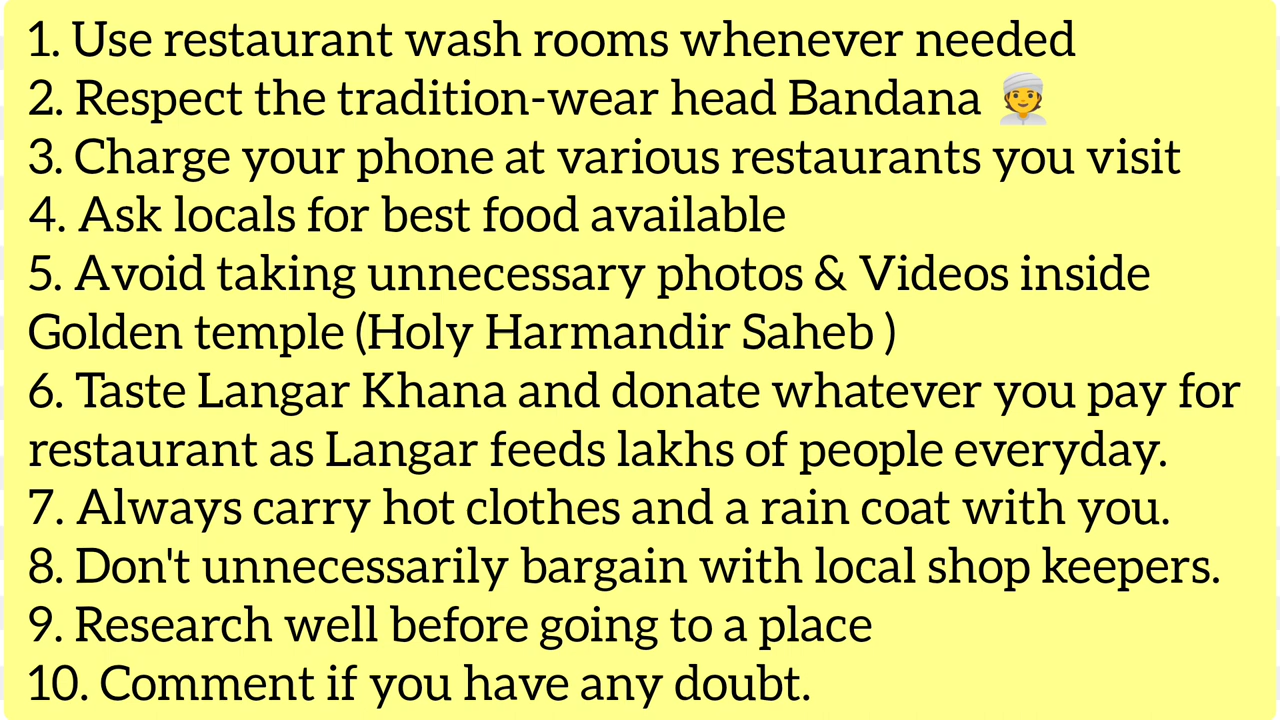 1. Use restaurant wash rooms whenever needed
2. Respect the tradition-wear head Bandana 👳
3. Charge your phone at various restaurants you visit
4. Ask locals for best food available
5. Avoid taking unnecessary photos & Videos inside
Golden temple (Holy Harmandir Saheb )
6. Taste Langar Khana and donate whatever you pay for
restaurant as Langar feeds lakhs of people everyday.
7. Always carry hot clothes and a rain coat with you.
8. Don't unnecessarily bargain with local shop keepers.
9. Research well before going to a place
10. Comment if you have any doubt.